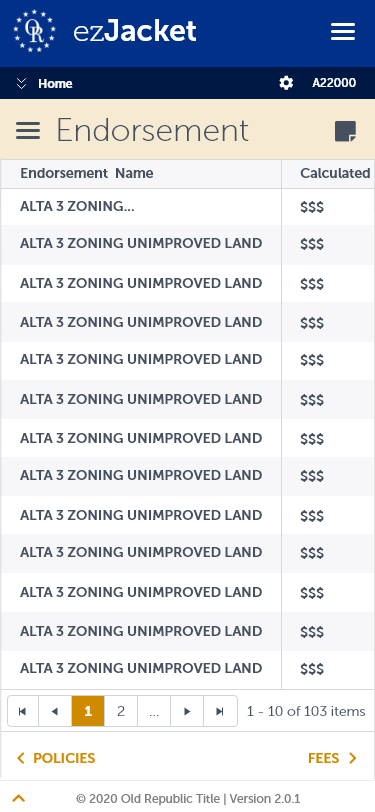 OR ezJacket
Home A22000
Endorsement
Endorsement Name Calculated
ALTA 3 ZONING... $$$
ALTA 3 ZONING UNIMPROVED LAND $$$
ALTA 3 ZONING UNIMPROVED LAND $$$
ALTA 3 ZONING UNIMPROVED LAND $$$
ALTA 3 ZONING UNIMPROVED LAND $$$
ALTA 3 ZONING UNIMPROVED LAND $$$
ALTA 3 ZONING UNIMPROVED LAND $$$
ALTA 3 ZONING UNIMPROVED LAND $$$
ALTA 3 ZONING UNIMPROVED LAND $$$
ALTA 3 ZONING UNIMPROVED LAND $$$
ALTA 3 ZONING UNIMPROVED LAND $$$
ALTA 3 ZONING UNIMPROVED LAND $$$
ALTA 3 ZONING UNIMPROVED LAND $$$
1 2 ... 1 - 10 of 103 items
POLICIES FEES
© 2020 Old Republic Title | Version 2.0.1